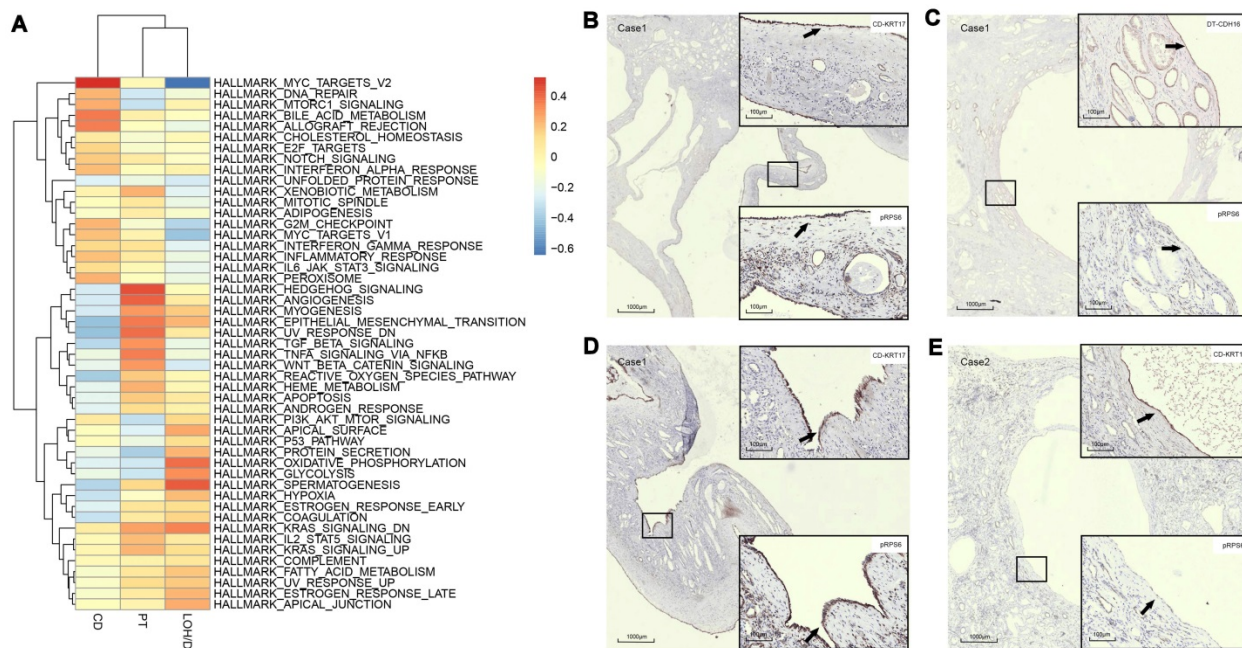 A
HALLMARK_MYC_TARGETS_V2
HALLMARK_DNA_REPAIR
HALLMARK_MTORC1_SIGNALING
HALLMARK_BILE_ACID_METABOLISM
HALLMARK_ALLOGRAFT_REJECTION
HALLMARK_CHOLESTEROL_HOMEOSTASIS
HALLMARK_E2F_TARGETS
HALLMARK_NOTCH_SIGNALING
HALLMARK_INTERFERON_ALPHA_RESPONSE
HALLMARK_UNFOLDED_PROTEIN_RESPONSE
HALLMARK_XENOBIOTIC_METABOLISM
HALLMARK_MITOTIC_SPINDLE
HALLMARK_ADIPOGENESIS
HALLMARK_G2M_CHECKPOINT
HALLMARK_MYC_TARGETS_V1
HALLMARK_INTERFERON_GAMMA_RESPONSE
HALLMARK_INFLAMMATORY_RESPONSE
HALLMARK_IL6_JAK_STAT3_SIGNALING
HALLMARK_PEROXISOME
HALLMARK_HEDGEHOG_SIGNALING
HALLMARK_ANGIOGENESIS
HALLMARK_MYOGENESIS
HALLMARK_EPITHELIAL_MESENCHYMAL_TRANSITION
HALLMARK_UV_RESPONSE_DN
HALLMARK_TGF_BETA_SIGNALING
HALLMARK_TNFA_SIGNALING_VIA_NFKB
HALLMARK_WNT_BETA_CATENIN_SIGNALING
HALLMARK_REACTIVE_OXYGEN_SPECIES_PATHWAY
HALLMARK_HEME_METABOLISM
HALLMARK_APOPTOSIS
HALLMARK_ANDROGEN_RESPONSE
HALLMARK_PI3K_AKT_MTOR_SIGNALING
HALLMARK_APICAL_SURFACE
HALLMARK_P53_PATHWAY
HALLMARK_PROTEIN_SECRETION
HALLMARK_OXIDATIVE_PHOSPHORYLATION
HALLMARK_GLYCOLYSIS
HALLMARK_SPERMATOGENESIS
HALLMARK_HYPOXIA
HALLMARK_ESTROGEN_RESPONSE_EARLY
HALLMARK_COAGULATION
HALLMARK_KRAS_SIGNALING_DN
HALLMARK_IL2_STAT5_SIGNALING
HALLMARK_KRAS_SIGNALING_UP
HALLMARK_COMPLEMENT
HALLMARK_FATTY_ACID_METABOLISM
HALLMARK_UV_RESPONSE_UP
HALLMARK_ESTROGEN_RESPONSE_LATE
HALLMARK_APICAL_JUNCTION
CD
PT
LOH/D
0.4
0.2
0
−0.2
−0.4
−0.6
B
Case1
CD-KRT17
100μm
pRPS6
100μm
1000μm
C
Case1
DT-CDH16
100μm
pRPS6
100μm
1000μm
D
Case1
CD-KRT17
100μm
pRPS6
100μm
1000μm
E
Case2
CD-KRT1
100μm
pRPS6
100μm
1000μm